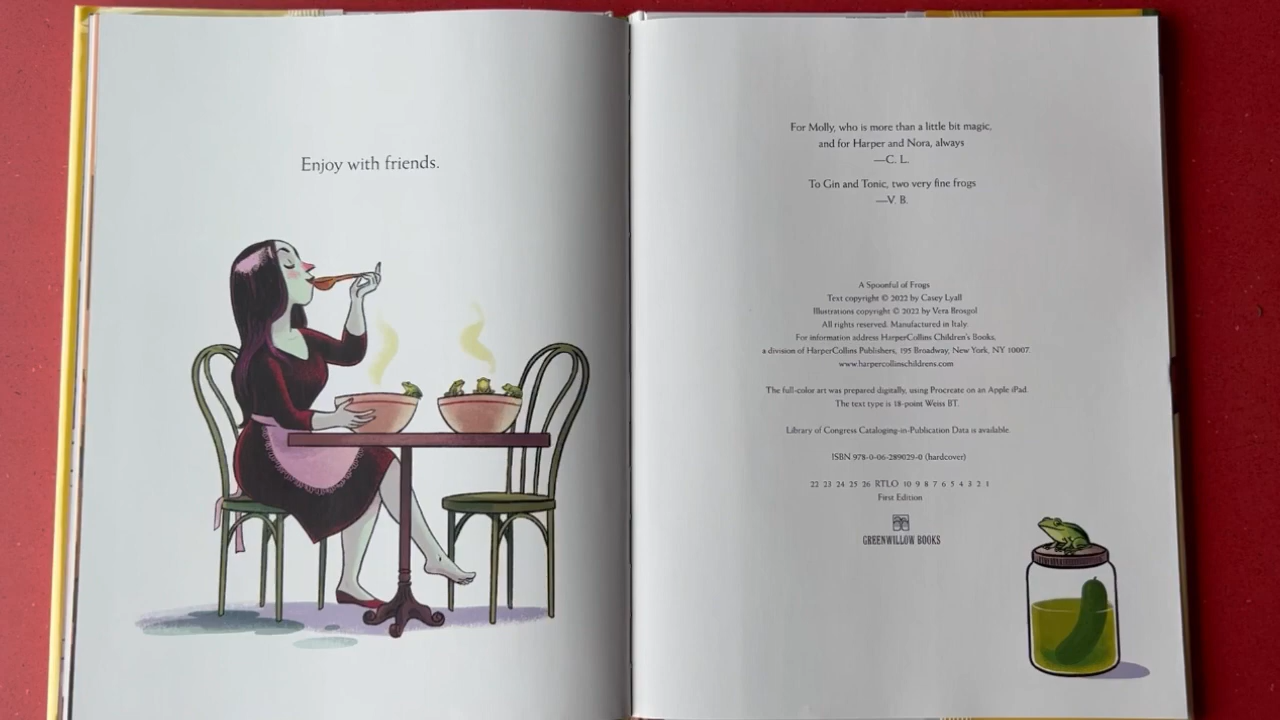 Enjoy with friends.
For Molly, who is more than a little bit magic,
and for Harper and Nora, always
—C. L.
To Gin and Tonic, two very fine frogs
—V. B.
A Spoonful of Frogs
Text copyright © 2022 by Casey Lyall
Illustrations copyright © 2022 by Vera Brosgol
All rights reserved. Manufactured in Italy.
For information address HarperCollins Children's Books,
a division of HarperCollins Publishers, 195 Broadway, New York, NY 10007.
www.harpercollinschildrens.com
The full-color art was prepared digitally, using Procreate on an Apple iPad.
The text type is 18-point Weiss BT.
Library of Congress Cataloging-in-Publication Data is available.
ISBN 978-0-06-289029-0 (hardcover)
22 23 24 25 26 RTLO 10 9 8 7 6 5 4 3 2 1
First Edition
GREENWILLOW BOOKS